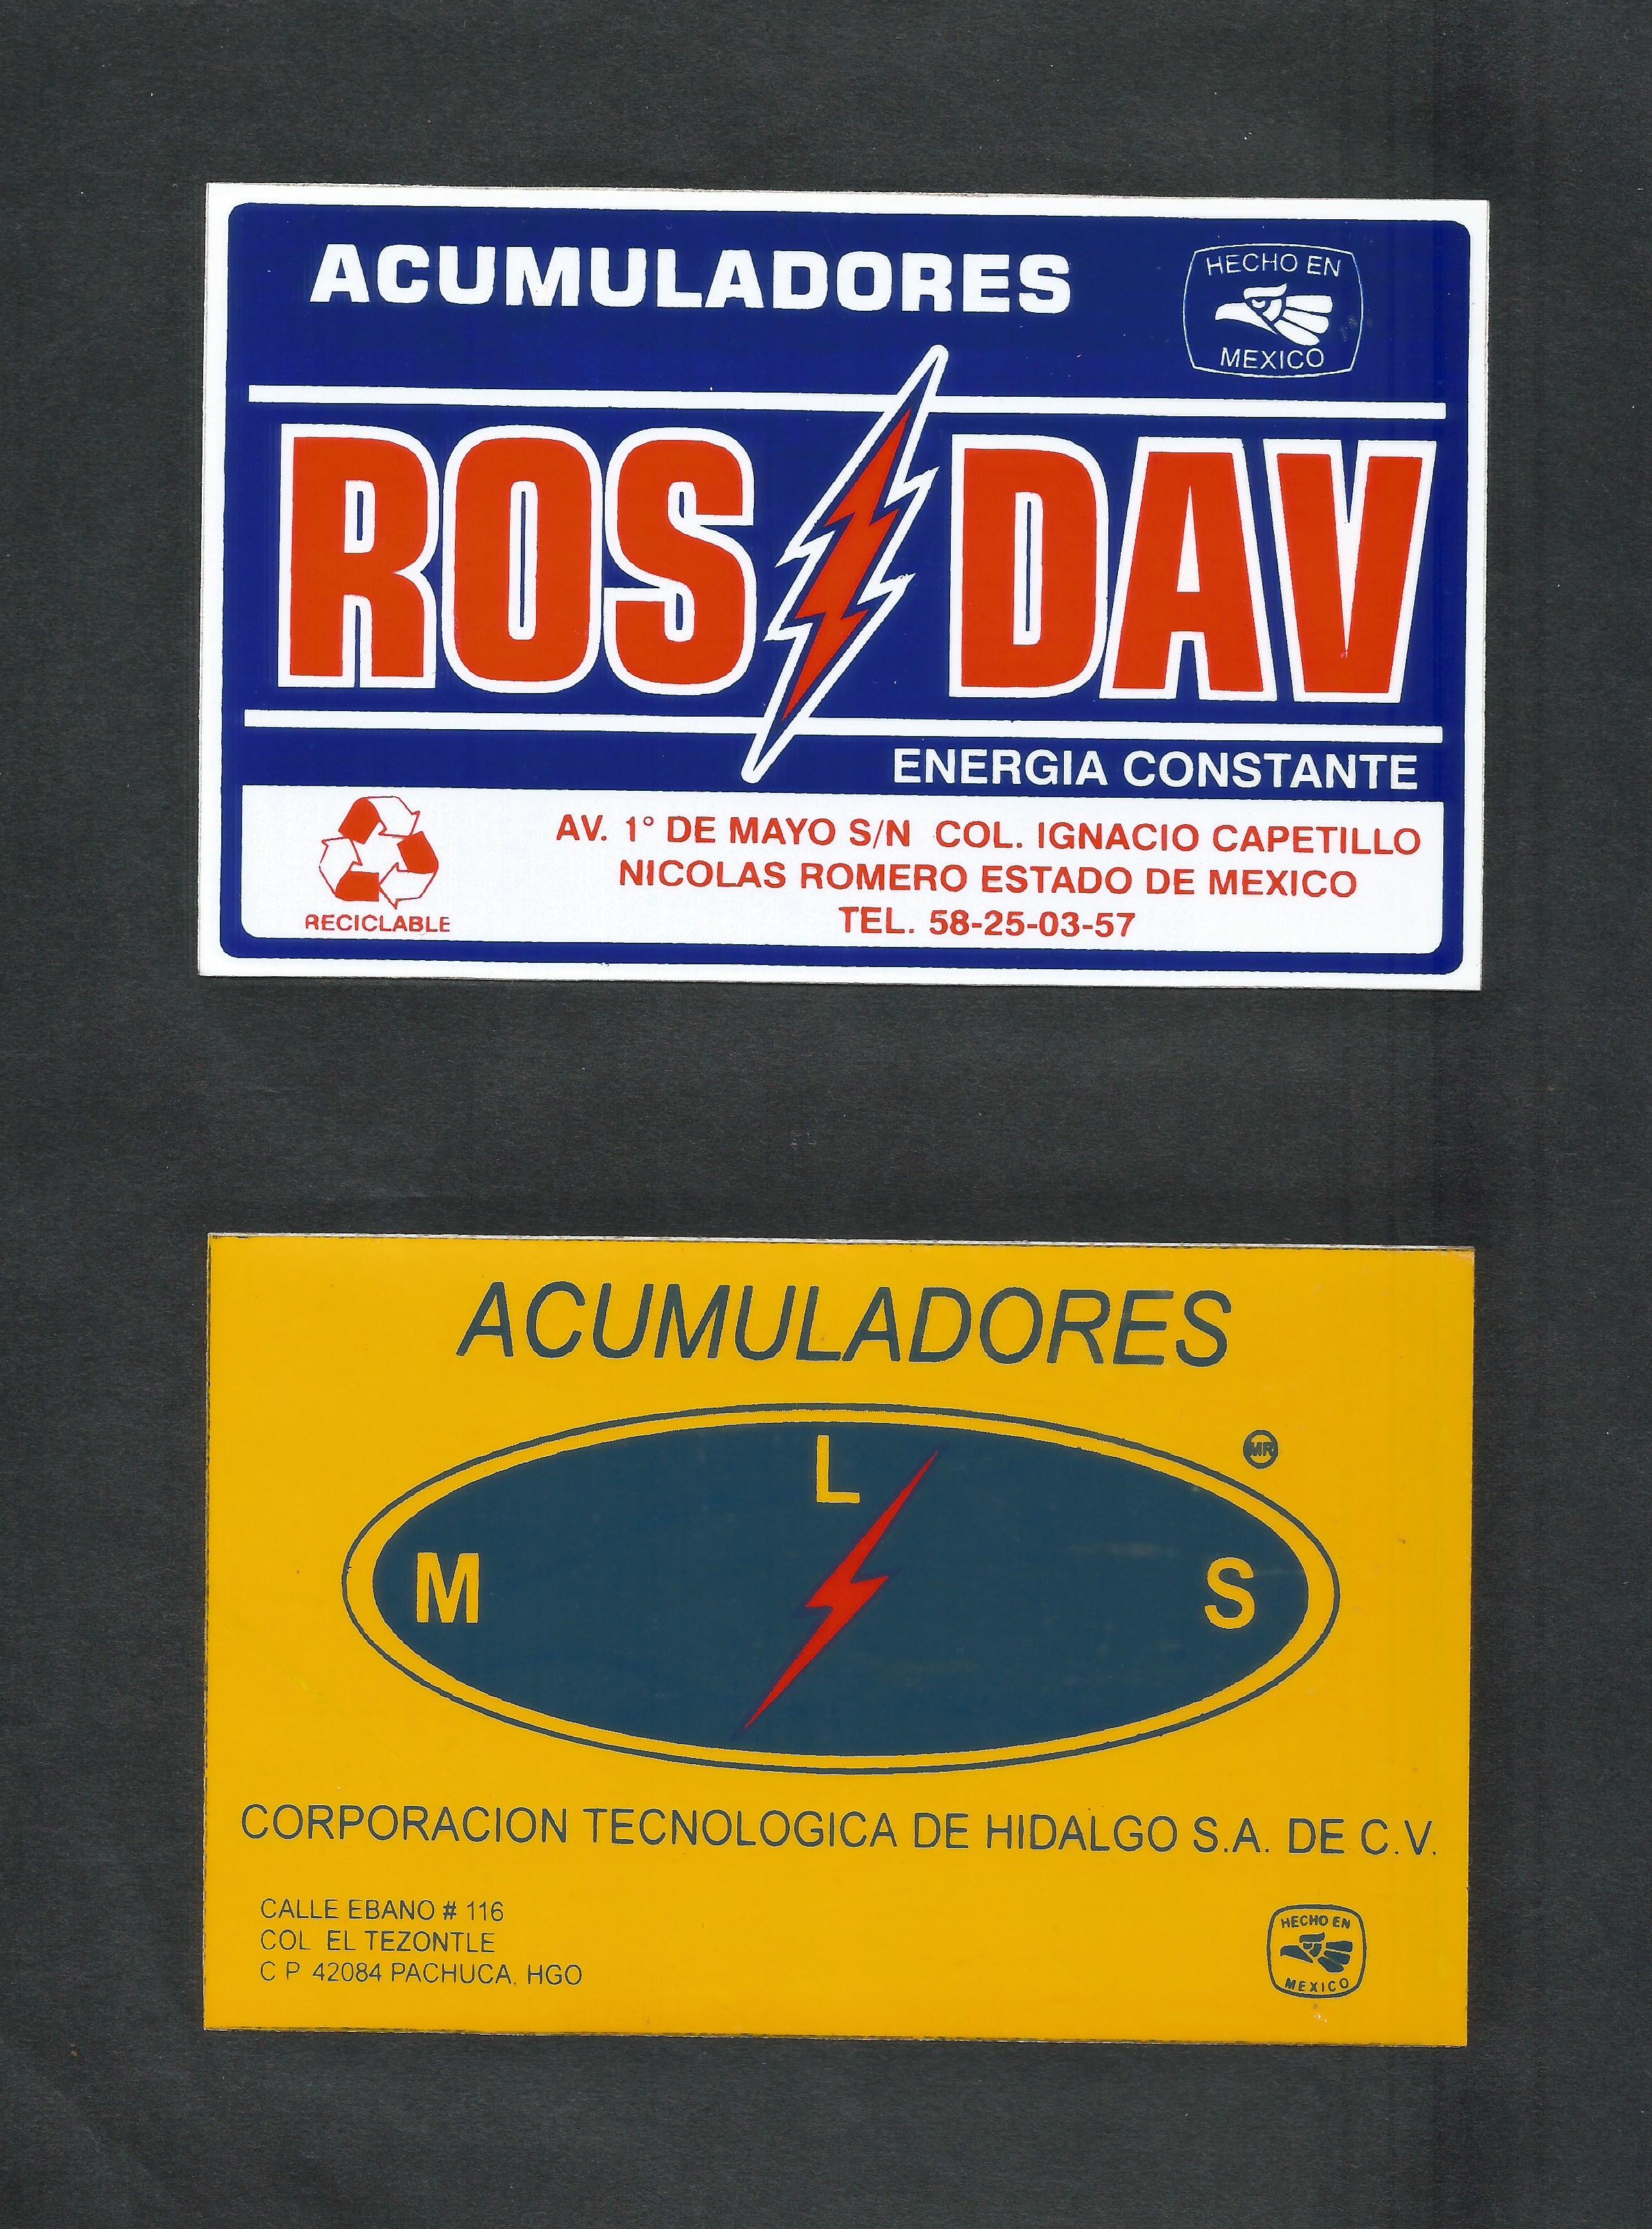 ACUMULADORES
HECHO EN
MEXICO
ROS DAV
ENERGIA CONSTANTE
RECICLABLE
AV. 1° DE MAYO S/N COL. IGNACIO CAPETILLO
NICOLAS ROMERO ESTADO DE MEXICO
TEL. 58-25-03-57
ACUMULADORES
MR
L
M S
CORPORACION TECNOLOGICA DE HIDALGO S.A. DE C.V.
CALLE EBANO # 116
COL EL TEZONTLE
C P 42084 PACHUCA, HGO
HECHO EN
MEXICO